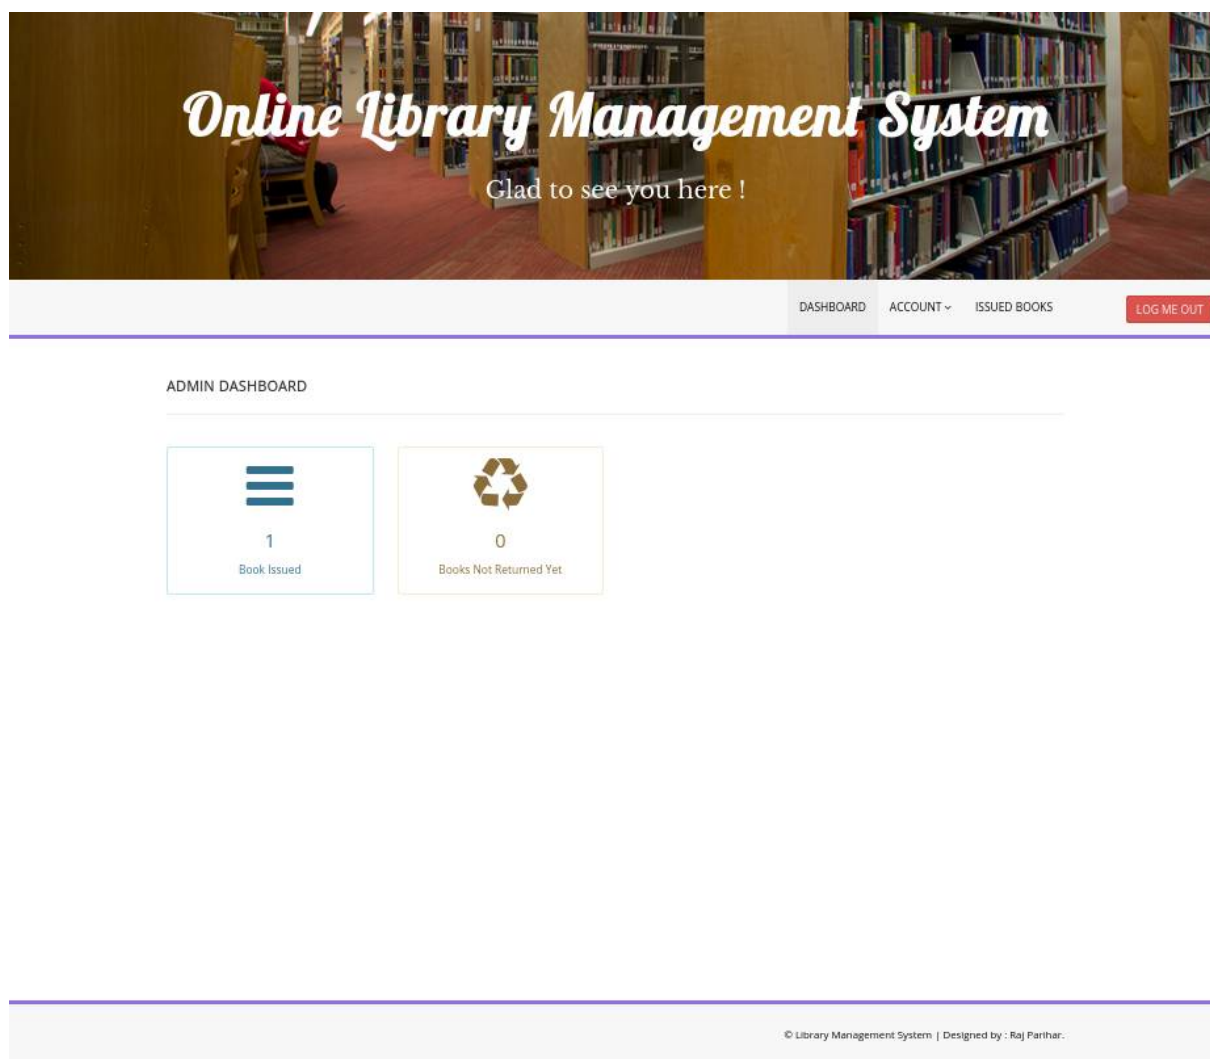 Online Library Management System
Glad to see you here !
DASHBOARD ACCOUNT ISSUED BOOKS LOG ME OUT
ADMIN DASHBOARD
1
Book Issued
0
Books Not Returned Yet
© Library Management System | Designed by : Raj Parihar.